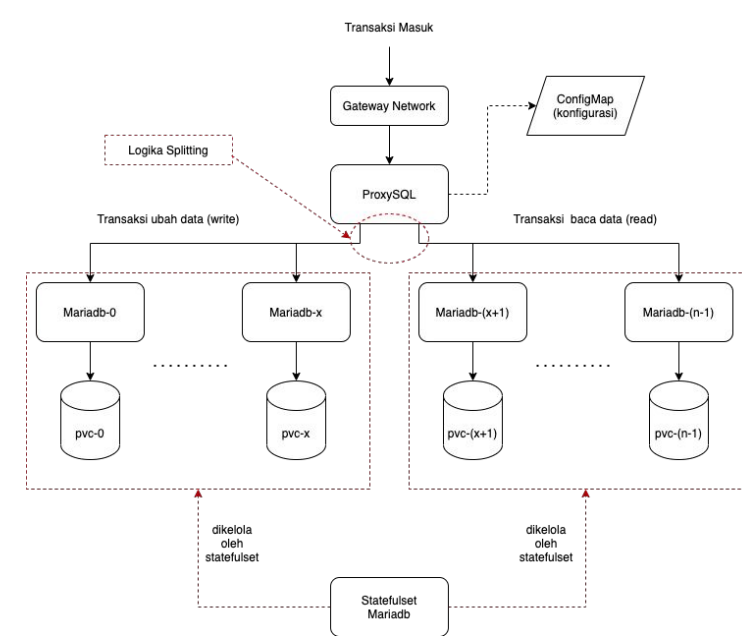 Transaksi Masuk
Gateway Network
ConfigMap
(konfigurasi)
Logika Splitting
ProxySQL
Transaksi ubah data (write)
Transaksi baca data (read)
Mariadb-0
Mariadb-x
Mariadb-(x+1)
Mariadb-(n-1)
..........
..........
pvc-0
pvc-x
pvc-(x+1)
pvc-(n-1)
dikelola
oleh
statefulset
dikelola
oleh
statefulset
Statefulset
Mariadb